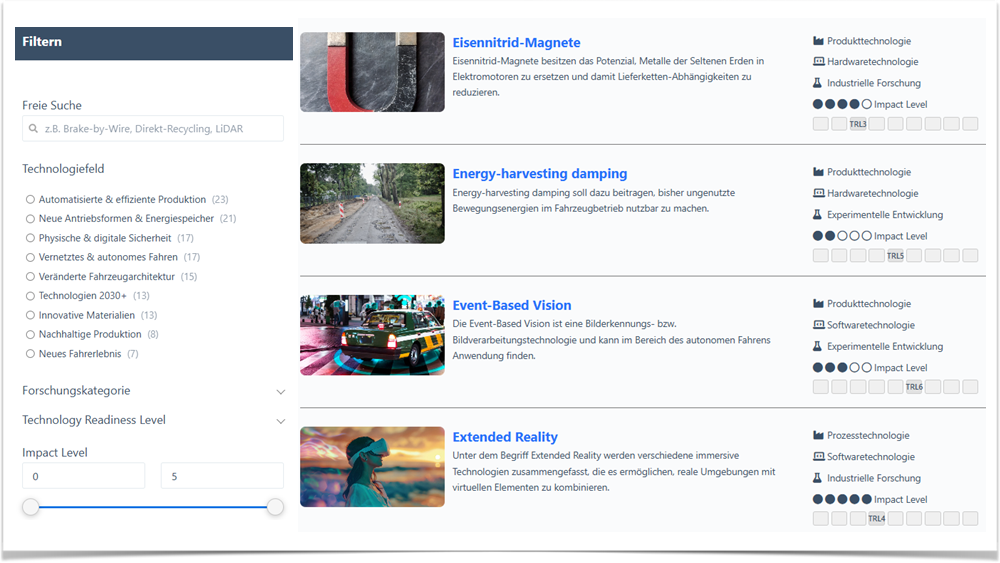 Filtern
Freie Suche
z.B. Brake-by-Wire, Direkt-Recycling, LiDAR
Technologiefeld
Automatisierte & effiziente Produktion (23)
Neue Antriebsformen & Energiespeicher (21)
Physische & digitale Sicherheit (17)
Vernetztes & autonomes Fahren (17)
Veränderte Fahrzeugarchitektur (15)
Technologien 2030+ (13)
Innovative Materialien (13)
Nachhaltige Produktion (8)
Neues Fahrerlebnis (7)
Forschungskategorie
Technology Readiness Level
Impact Level
0
5
Eisennitrid-Magnete
Eisennitrid-Magnete besitzen das Potenzial, Metalle der Seltenen Erden in
Elektromotoren zu ersetzen und damit Lieferketten-Abhängigkeiten zu
reduzieren.
Produkttechnologie
Hardwaretechnologie
Industrielle Forschung
Impact Level
TRL3
Energy-harvesting damping
Energy-harvesting damping soll dazu beitragen, bisher ungenutzte
Bewegungsenergien im Fahrzeugbetrieb nutzbar zu machen.
Produkttechnologie
Hardwaretechnologie
Experimentelle Entwicklung
Impact Level
TRL5
Event-Based Vision
Die Event-Based Vision ist eine Bilderkennungs- bzw.
Bildverarbeitungstechnologie und kann im Bereich des autonomen Fahrens
Anwendung finden.
Produkttechnologie
Softwaretechnologie
Experimentelle Entwicklung
Impact Level
TRL6
Extended Reality
Unter dem Begriff Extended Reality werden verschiedene immersive
Technologien zusammengefasst, die es ermöglichen, reale Umgebungen mit
virtuellen Elementen zu kombinieren.
Prozesstechnologie
Softwaretechnologie
Industrielle Forschung
Impact Level
TRL4